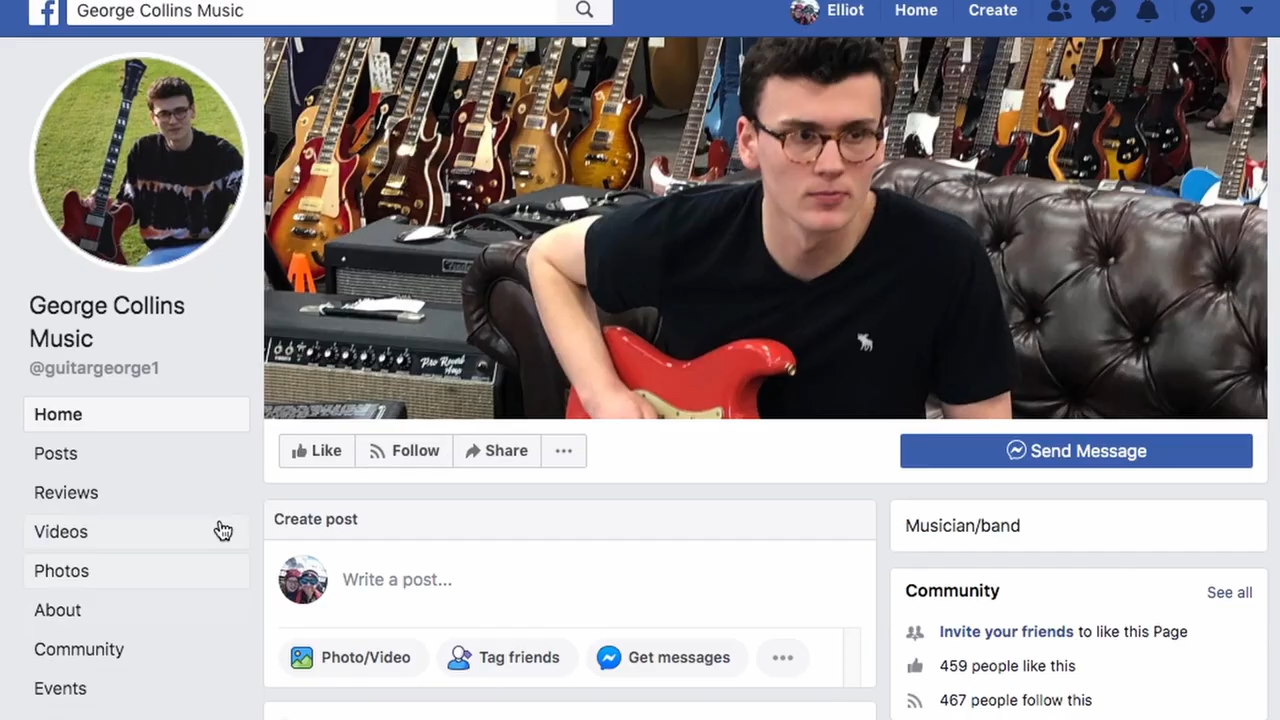 George Collins Music
Elliot
Home
Create
George Collins
Music
@guitargeorge1
Home
Posts
Reviews
Videos
Photos
About
Community
Events
Pro Reverb
Amp
Like
Follow
Share
Send Message
Create post
Write a post...
Photo/Video
Tag friends
Get messages
Musician/band
Community
See all
Invite your friends to like this Page
459 people like this
467 people follow this